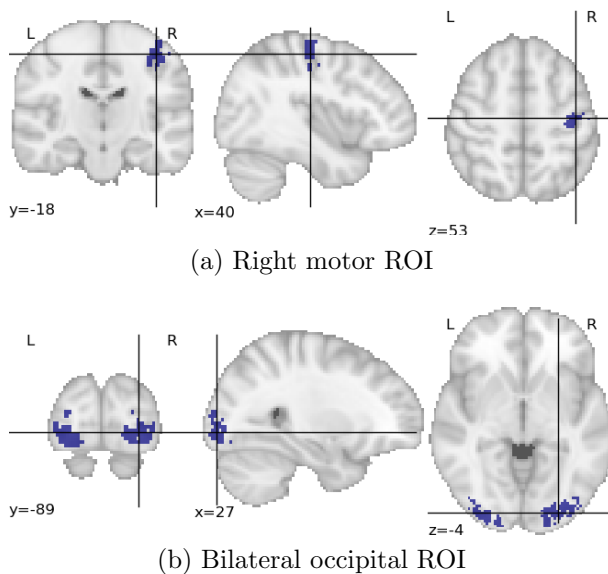 L R L R
y=-18 x=40 z=53
(a) Right motor ROI
L R L R
y=-89 x=27 z=-4
(b) Bilateral occipital ROI